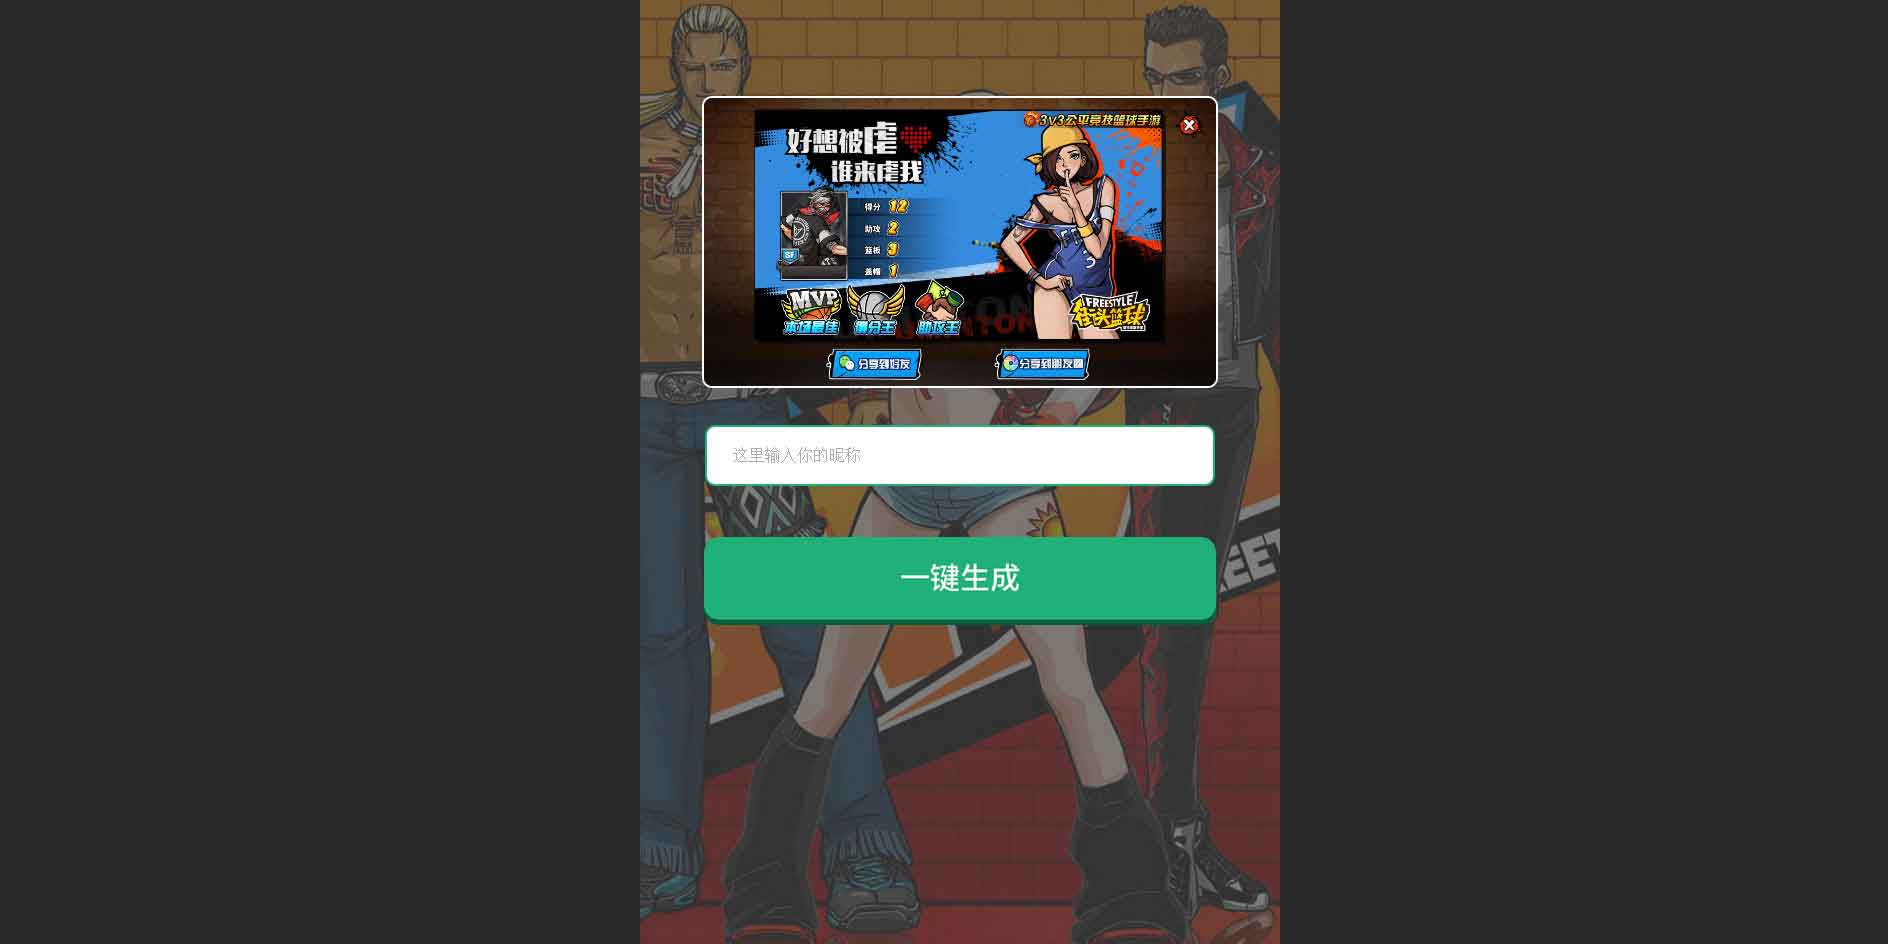 3V3公平竞技篮球手游
好想被虐
谁来虐我
得分 12
助攻 2
篮板 3
盖帽 1
SF
MVP
本场最佳
得分王
助攻王
FREESTYLE
街头篮球
分享到好友
分享到朋友圈
这里输入你的昵称
一键生成